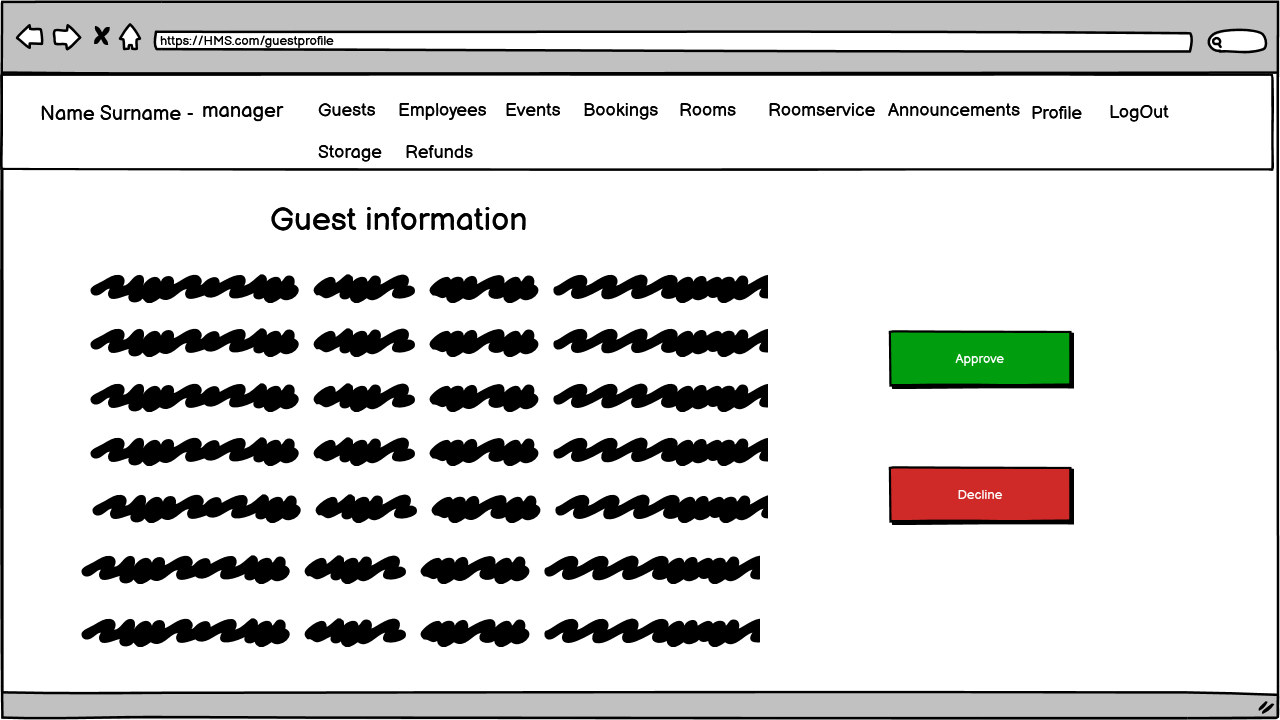 https://HMS.com/guestprofile
Name Surname - manager Guests Employees Events Bookings Rooms Roomservice Announcements Profile LogOut
Storage Refunds
Guest information
Approve
Decline